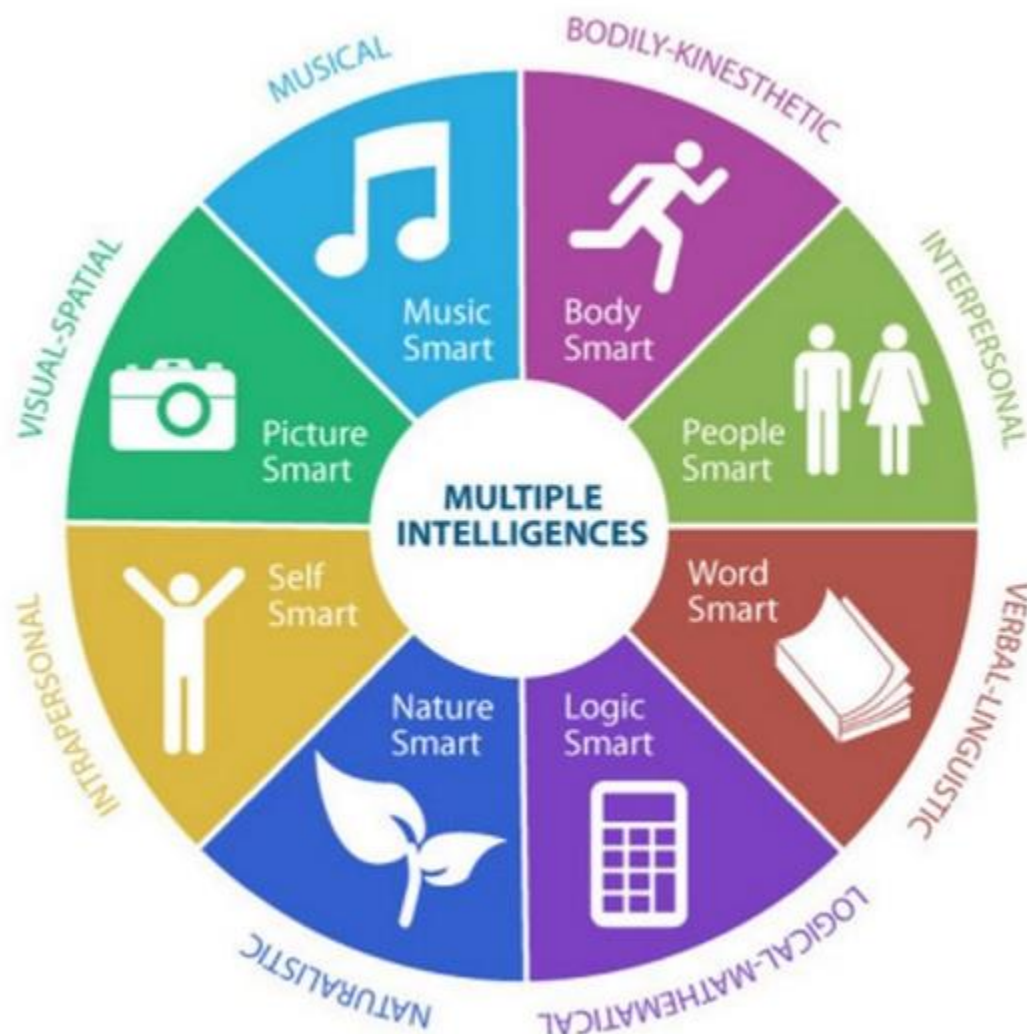 MUSICAL
BODILY-KINESTHETIC
INTERPERSONAL
VERBAL-LINGUISTIC
LOGICAL-MATHEMATICAL
NATURALISTIC
INTRAPERSONAL
VISUAL-SPATIAL
Music
Smart
Body
Smart
People
Smart
Word
Smart
Logic
Smart
Nature
Smart
Self
Smart
Picture
Smart
MULTIPLE
INTELLIGENCES